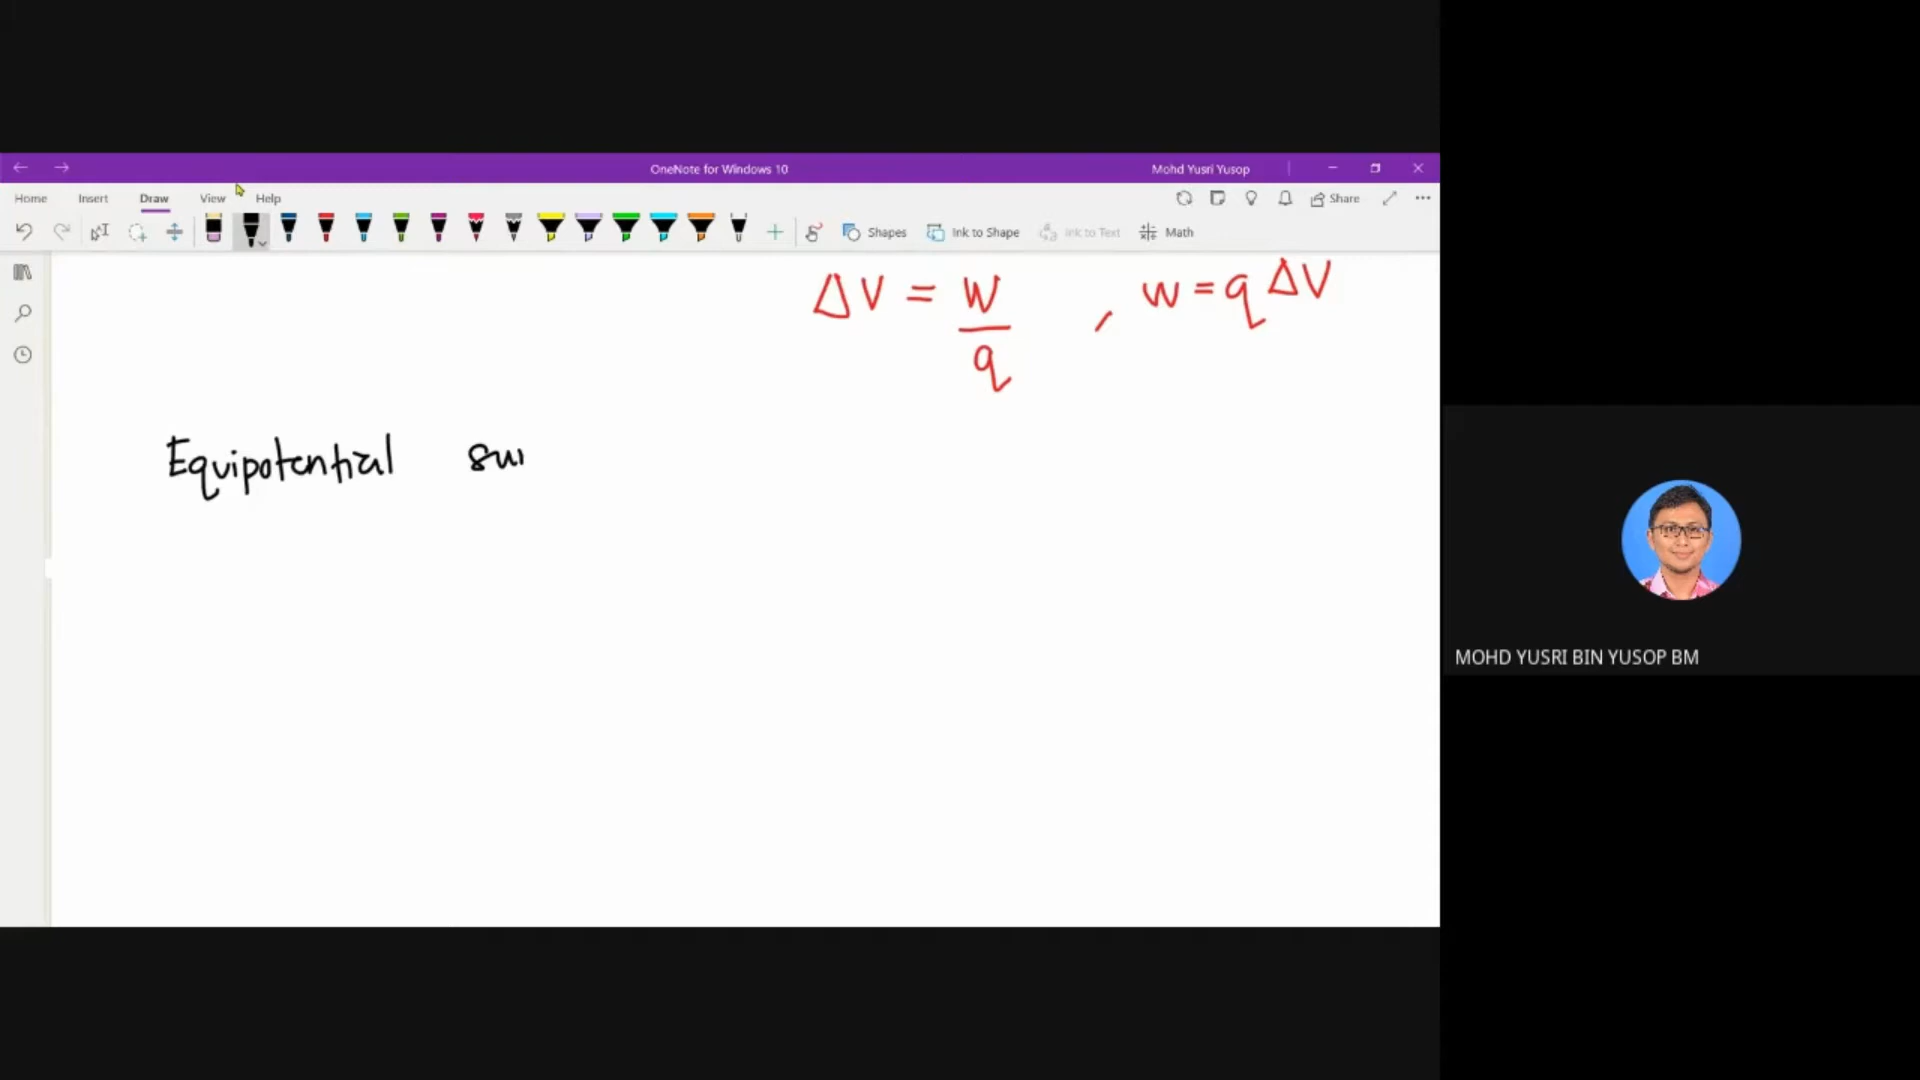 OneNote for Windows 10 Mohd Yusri Yusop
Home Insert Draw View Help Share
Shapes Ink to Shape Ink to Text Math
ΔV = W/q , W = qΔV
Equipotential sur
MOHD YUSRI BIN YUSOP BM